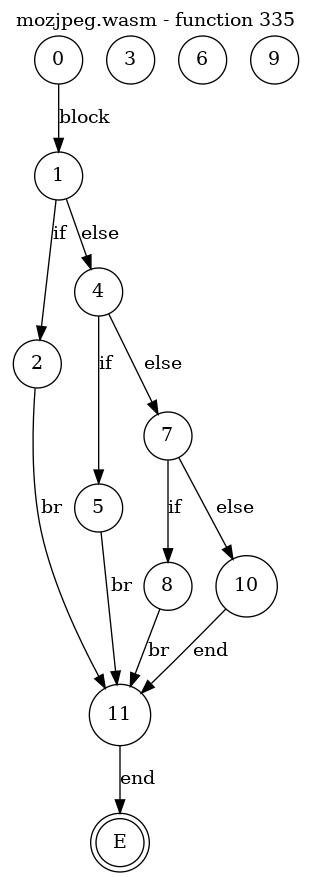 mozjpeg.wasm - function 335
0 3 6 9
block
1
if else
4
2 if else
7
5 if else
br br 8 10
br end
11
end
E